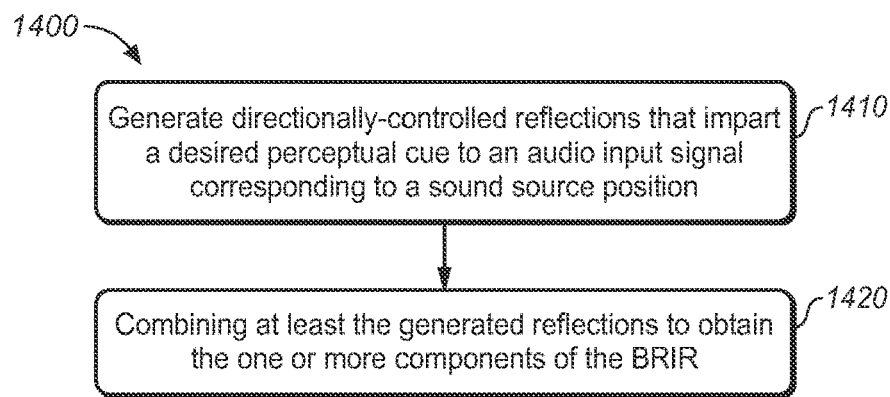 1400
Generate directionally-controlled reflections that impart
a desired perceptual cue to an audio input signal
corresponding to a sound source position
1410
Combining at least the generated reflections to obtain
the one or more components of the BRIR
1420